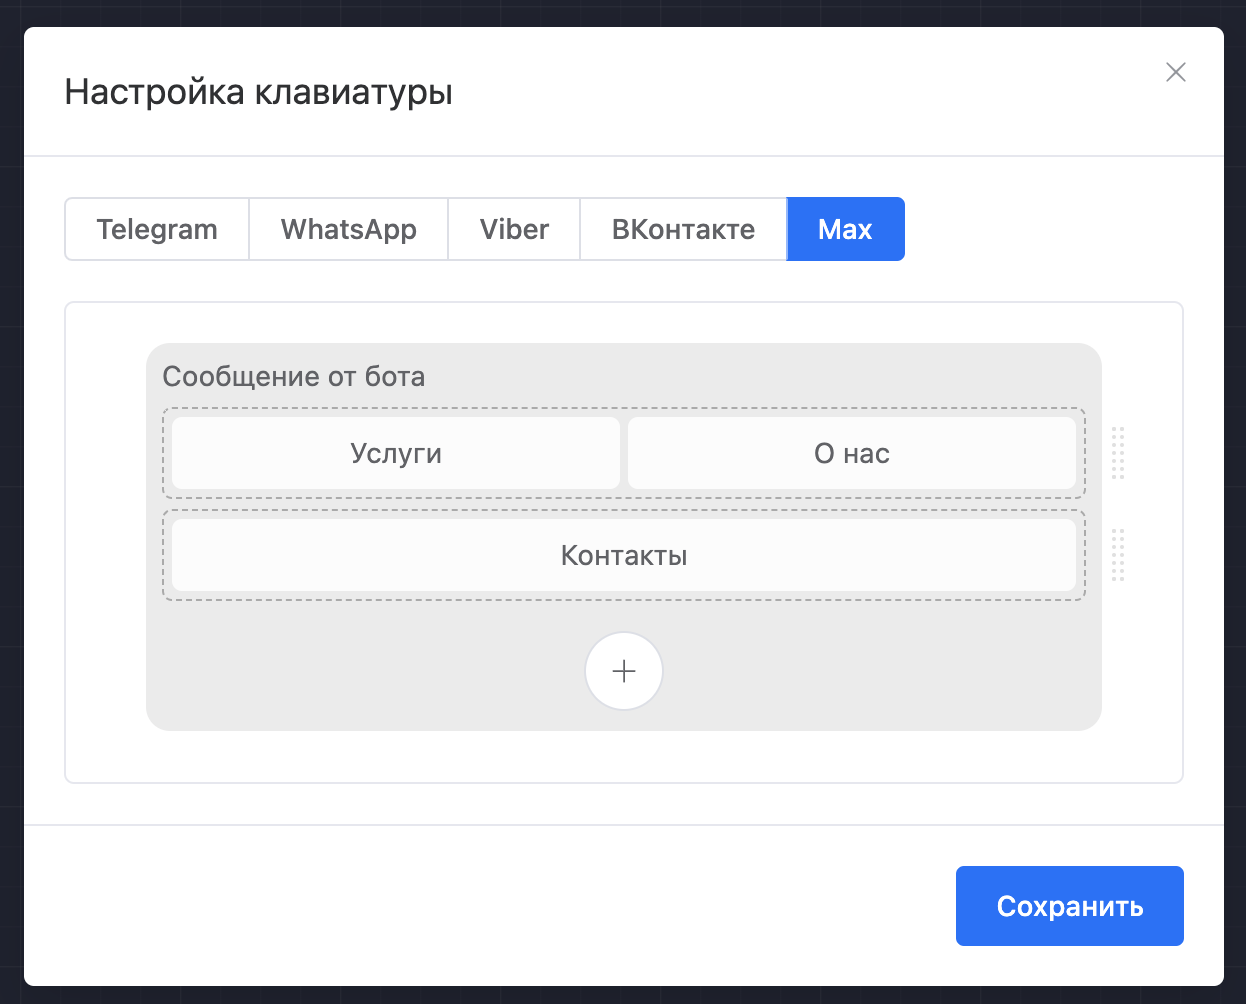 Настройка клавиатуры
Telegram WhatsApp Viber ВКонтакте Max
Сообщение от бота
Услуги О нас
Контакты
Сохранить